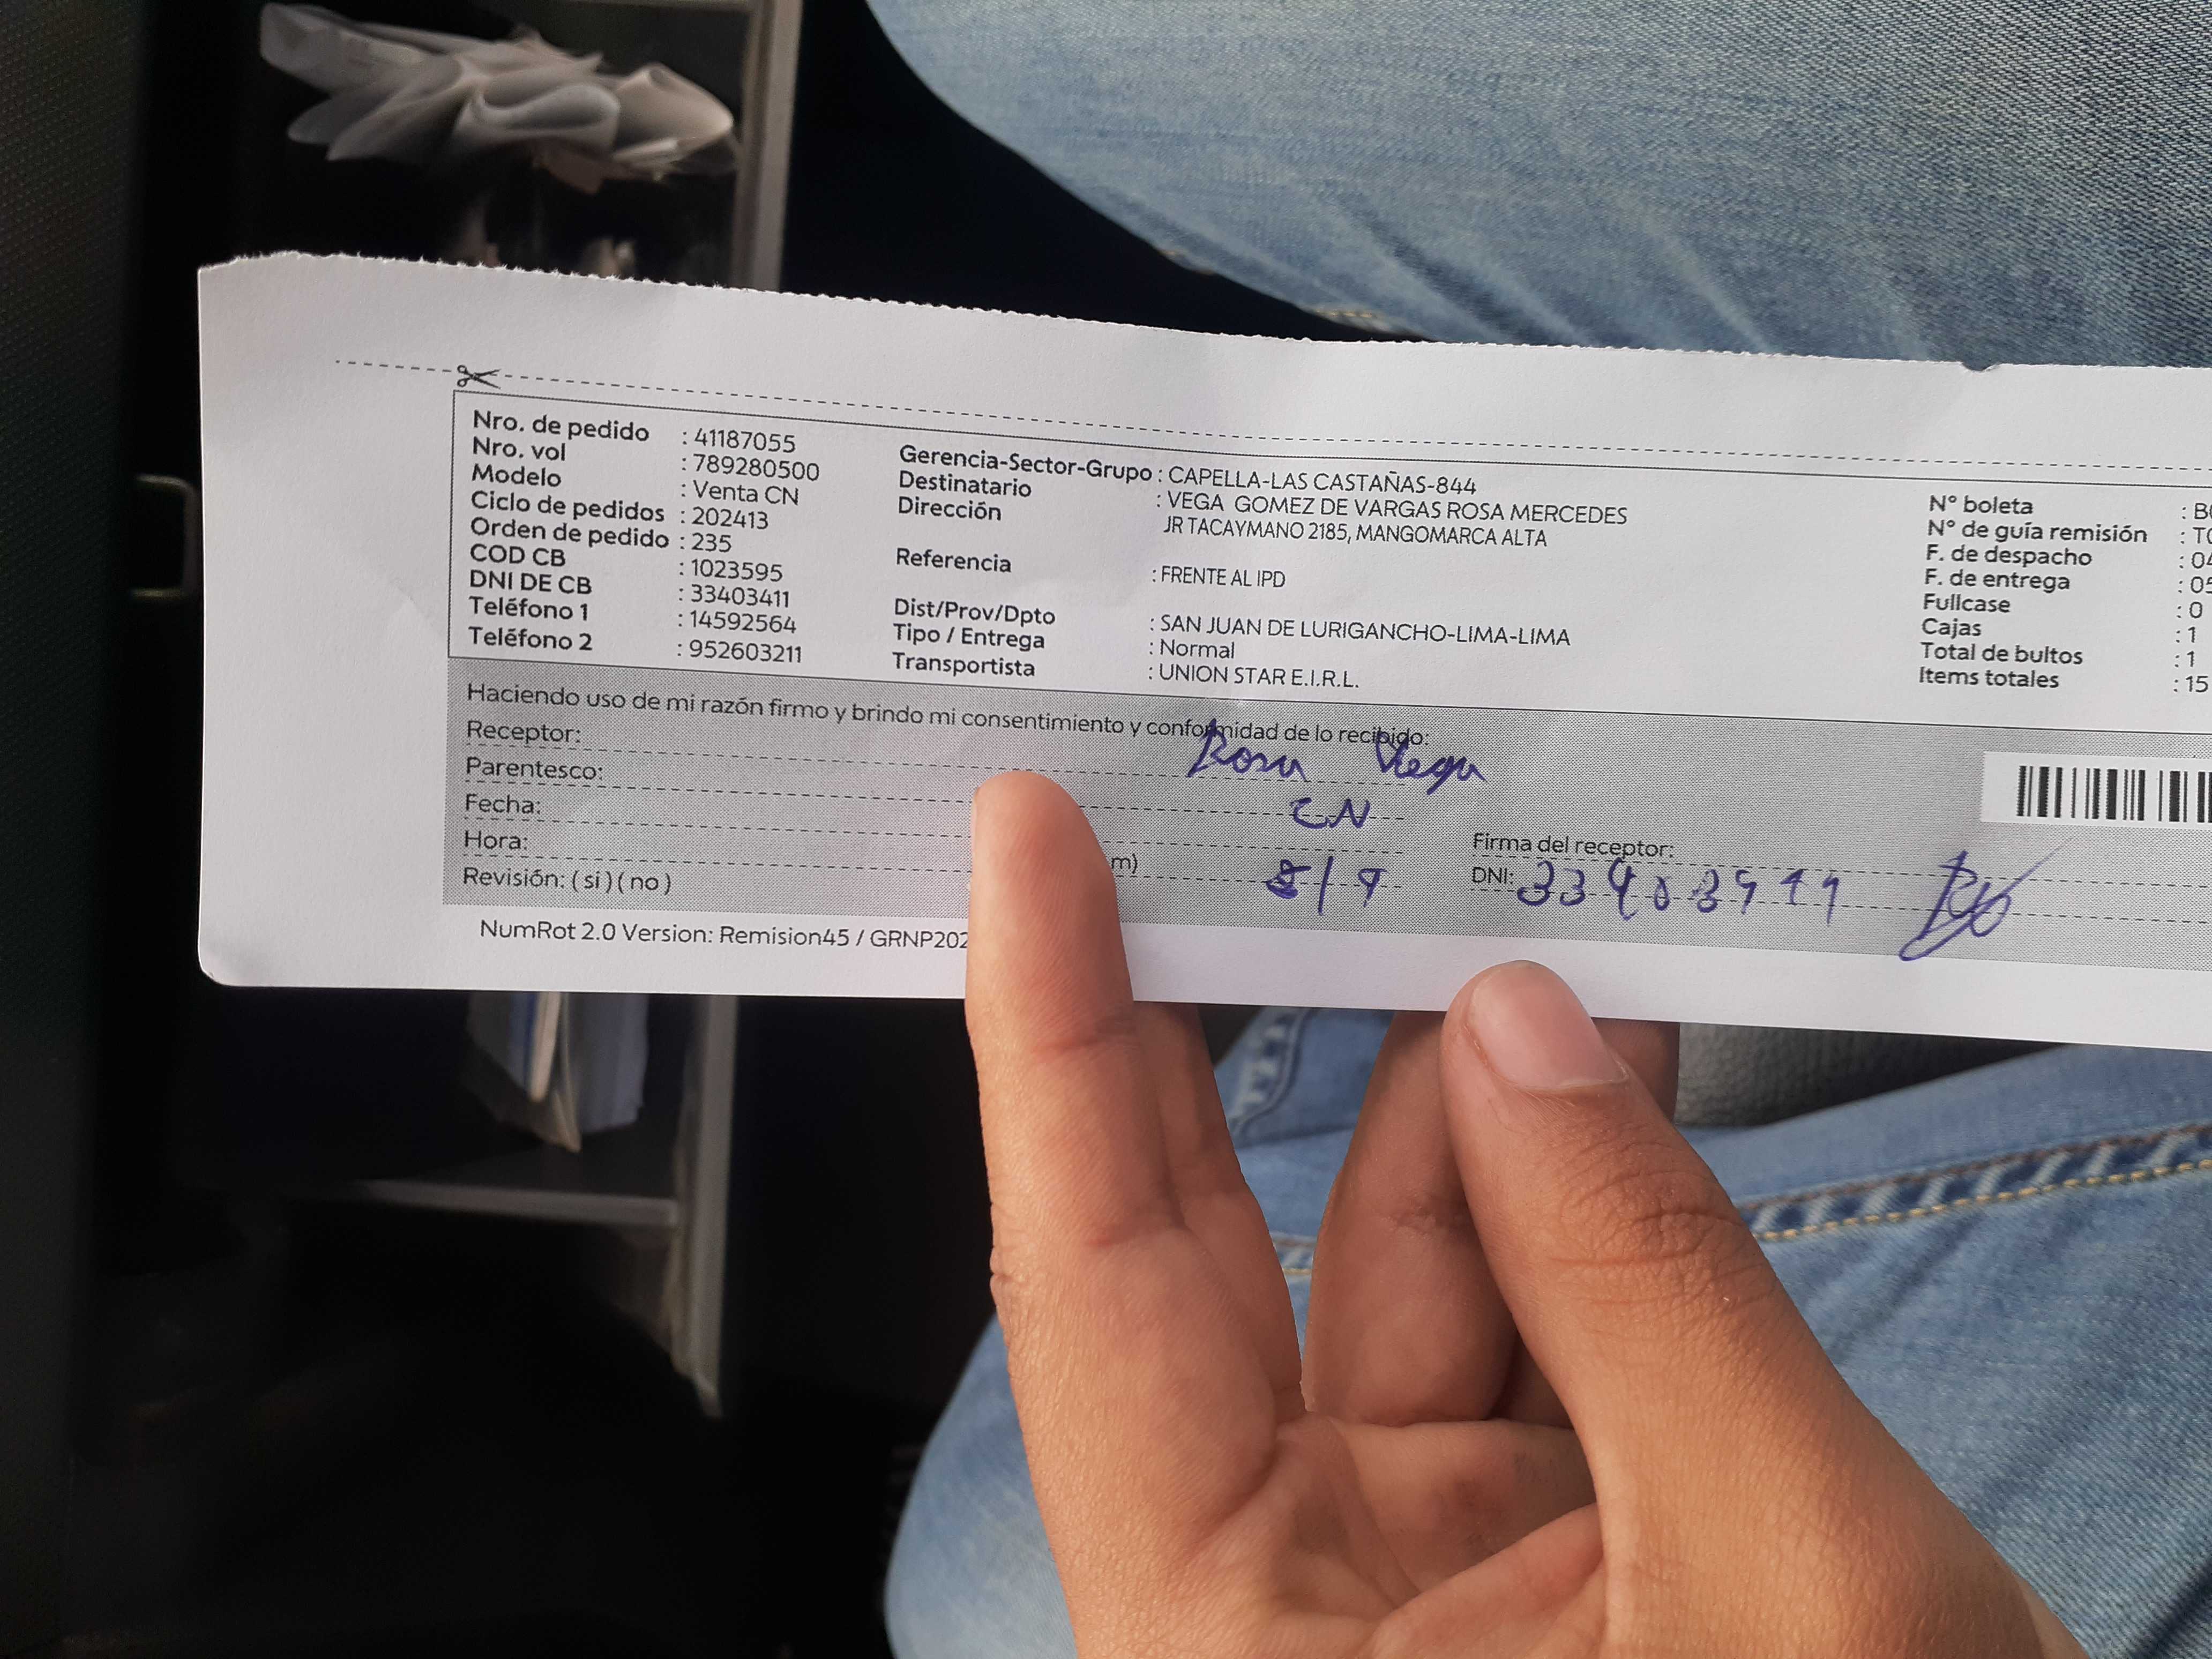 Nro. de pedido : 41187055
Nro. vol : 789280500
Modelo : Venta CN
Ciclo de pedidos : 202413
Orden de pedido : 235
COD CB : 1023595
DNI DE CB : 33403411
Teléfono 1 : 14592564
Teléfono 2 : 952603211
Gerencia-Sector-Grupo : CAPELLA-LAS CASTAÑAS-844
Destinatario : VEGA GOMEZ DE VARGAS ROSA MERCEDES
Dirección JR TACAYMANO 2185, MANGOMARCA ALTA
Referencia : FRENTE AL IPD
Dist/Prov/Dpto : SAN JUAN DE LURIGANCHO-LIMA-LIMA
Tipo / Entrega : Normal
Transportista : UNION STAR E.I.R.L.
N° boleta : B
N° de guía remisión : T
F. de despacho : 04
F. de entrega : 05
Fullcase : 0
Cajas : 1
Total de bultos : 1
Items totales : 15
Haciendo uso de mi razón firmo y brindo mi consentimiento y conformidad de lo recibido:
Receptor: Rosa Vega
Parentesco: CN
Fecha:
Hora: m) 5/9
Revisión: ( si ) ( no )
Firma del receptor:
DNI: 33403411
NumRot 2.0 Version: Remision45 / GRNP202